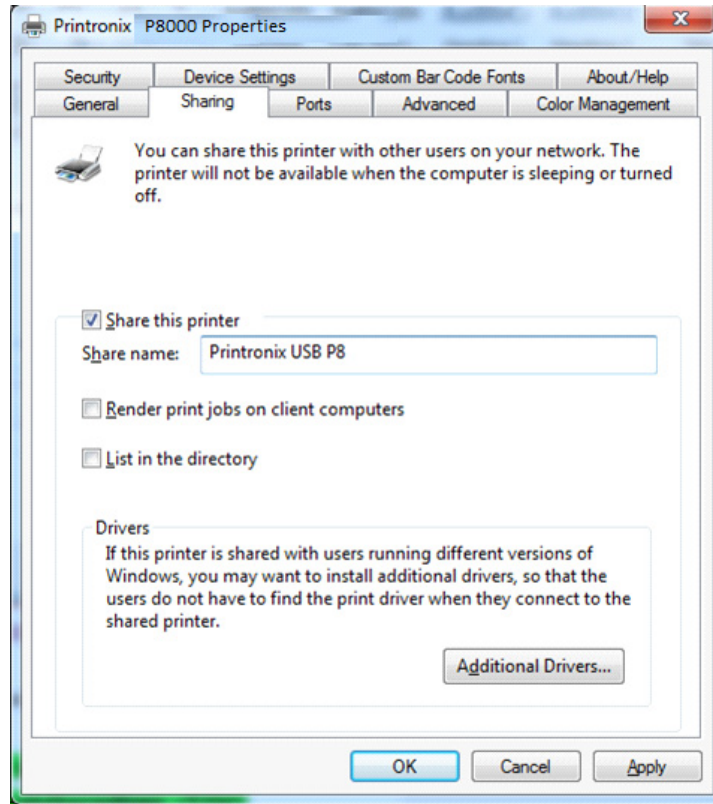 Printronix P8000 Properties
Security Device Settings Custom Bar Code Fonts About/Help
General Sharing Ports Advanced Color Management
You can share this printer with other users on your network. The
printer will not be available when the computer is sleeping or turned
off.
Share this printer
Share name: Printronix USB P8
Render print jobs on client computers
List in the directory
Drivers
If this printer is shared with users running different versions of
Windows, you may want to install additional drivers, so that the
users do not have to find the print driver when they connect to the
shared printer.
Additional Drivers...
OK Cancel Apply